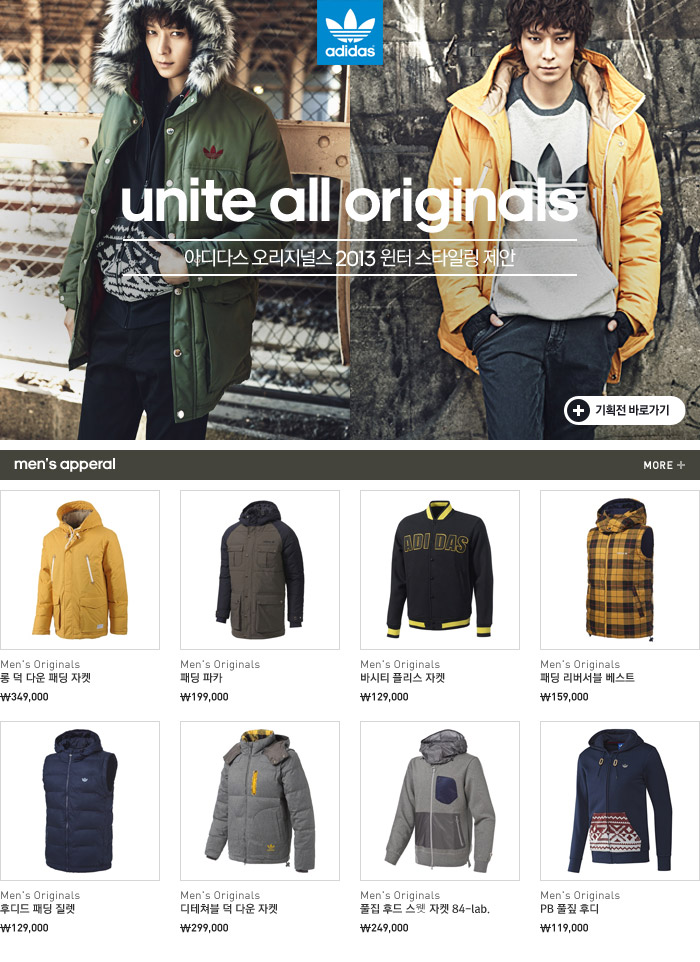 adidas
unite all originals
아디다스 오리지널스 2013 윈터 스타일링 제안
기획전 바로가기
men's apperal
MORE +
ADI DAS
Men's Originals
롱 덕 다운 패딩 자켓
₩349,000
Men's Originals
패딩 파카
₩199,000
Men's Originals
바시티 플리스 자켓
₩129,000
Men's Originals
패딩 리버서블 베스트
₩159,000
Men's Originals
후디드 패딩 질렛
₩129,000
Men's Originals
디테쳐블 덕 다운 자켓
₩299,000
Men's Originals
풀집 후드 스웻 자켓 84-lab.
₩249,000
Men's Originals
PB 풀짚 후디
₩119,000